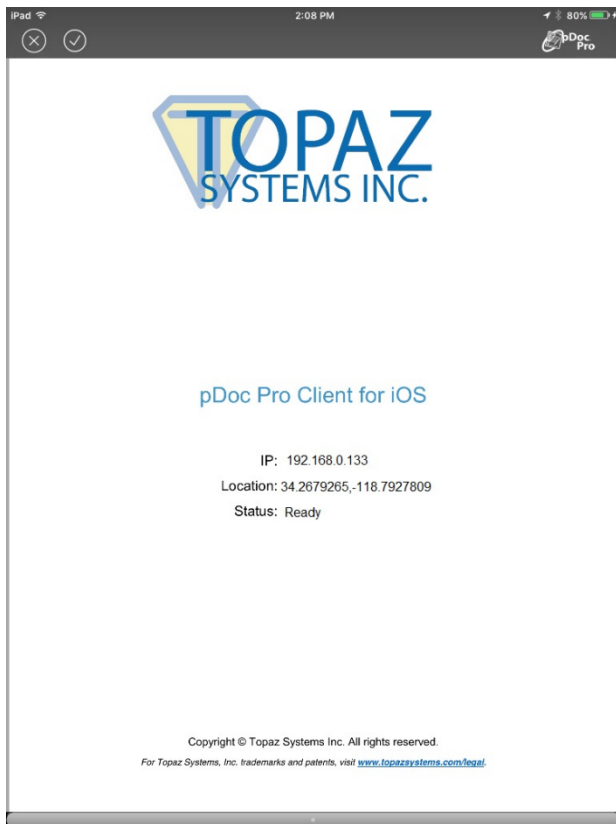 iPad 2:08 PM 80%
pDoc Pro
TOPAZ
SYSTEMS INC.
pDoc Pro Client for iOS
IP: 192.168.0.133
Location: 34.2679265,-118.7927809
Status: Ready
Copyright © Topaz Systems Inc. All rights reserved.
For Topaz Systems, Inc. trademarks and patents, visit www.topazsystems.com/legal.